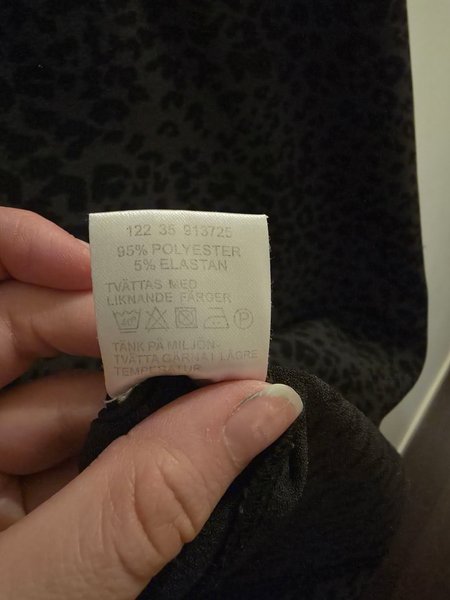 122 35 913725
95% POLYESTER
5% ELASTAN
TVÄTTAS MED
LIKNANDE FÄRGER
P
TÄNK PÅ MILJÖN-
TVÄTTA GÄRNA I LÄGRE
TEMPERATUR